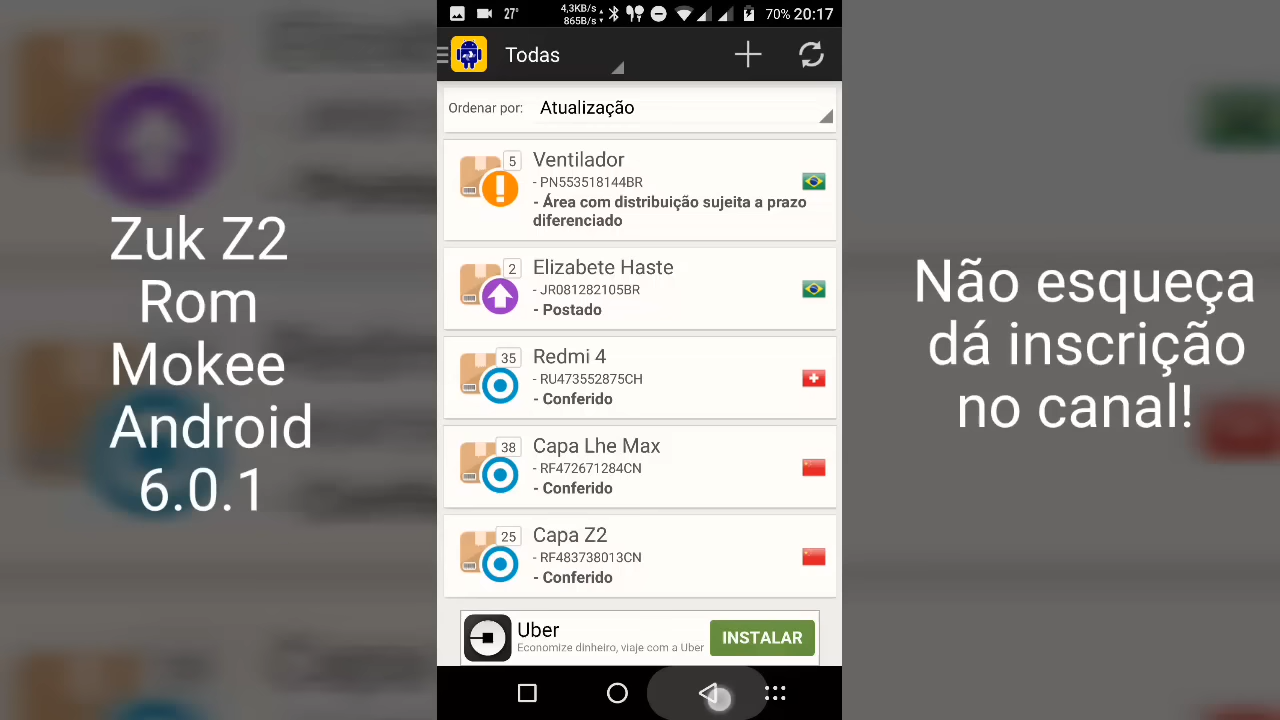 Zuk Z2
Rom
Mokee
Android
6.0.1
27°
4,3KB/s
865B/s
70% 20:17
Todas
Ordenar por: Atualização
5
Ventilador
- PN553518144BR
- Área com distribuição sujeita a prazo
diferenciado
2
Elizabete Haste
- JR081282105BR
- Postado
35
Redmi 4
- RU473552875CH
- Conferido
38
Capa Lhe Max
- RF472671284CN
- Conferido
25
Capa Z2
- RF483738013CN
- Conferido
Uber
Economize dinheiro, viaje com a Uber
INSTALAR
Não esqueça
dá inscrição
no canal!